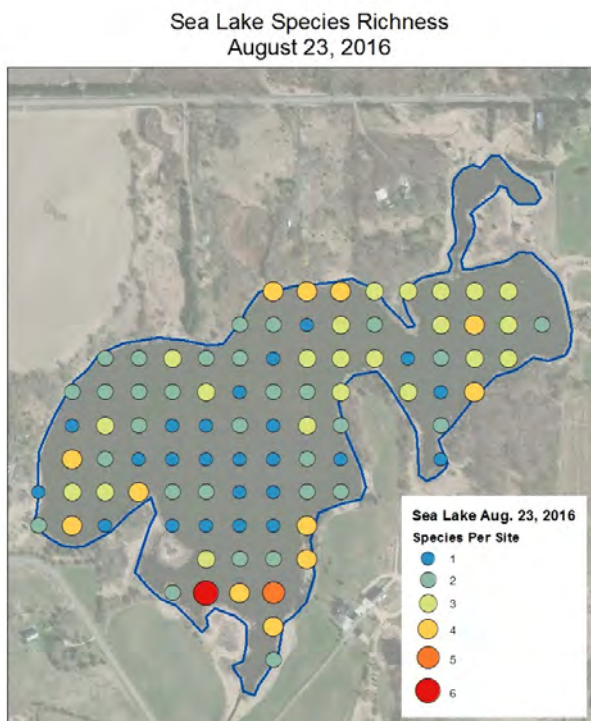 Sea Lake Species Richness
August 23, 2016
Sea Lake Aug. 23, 2016
Species Per Site
1
2
3
4
5
6